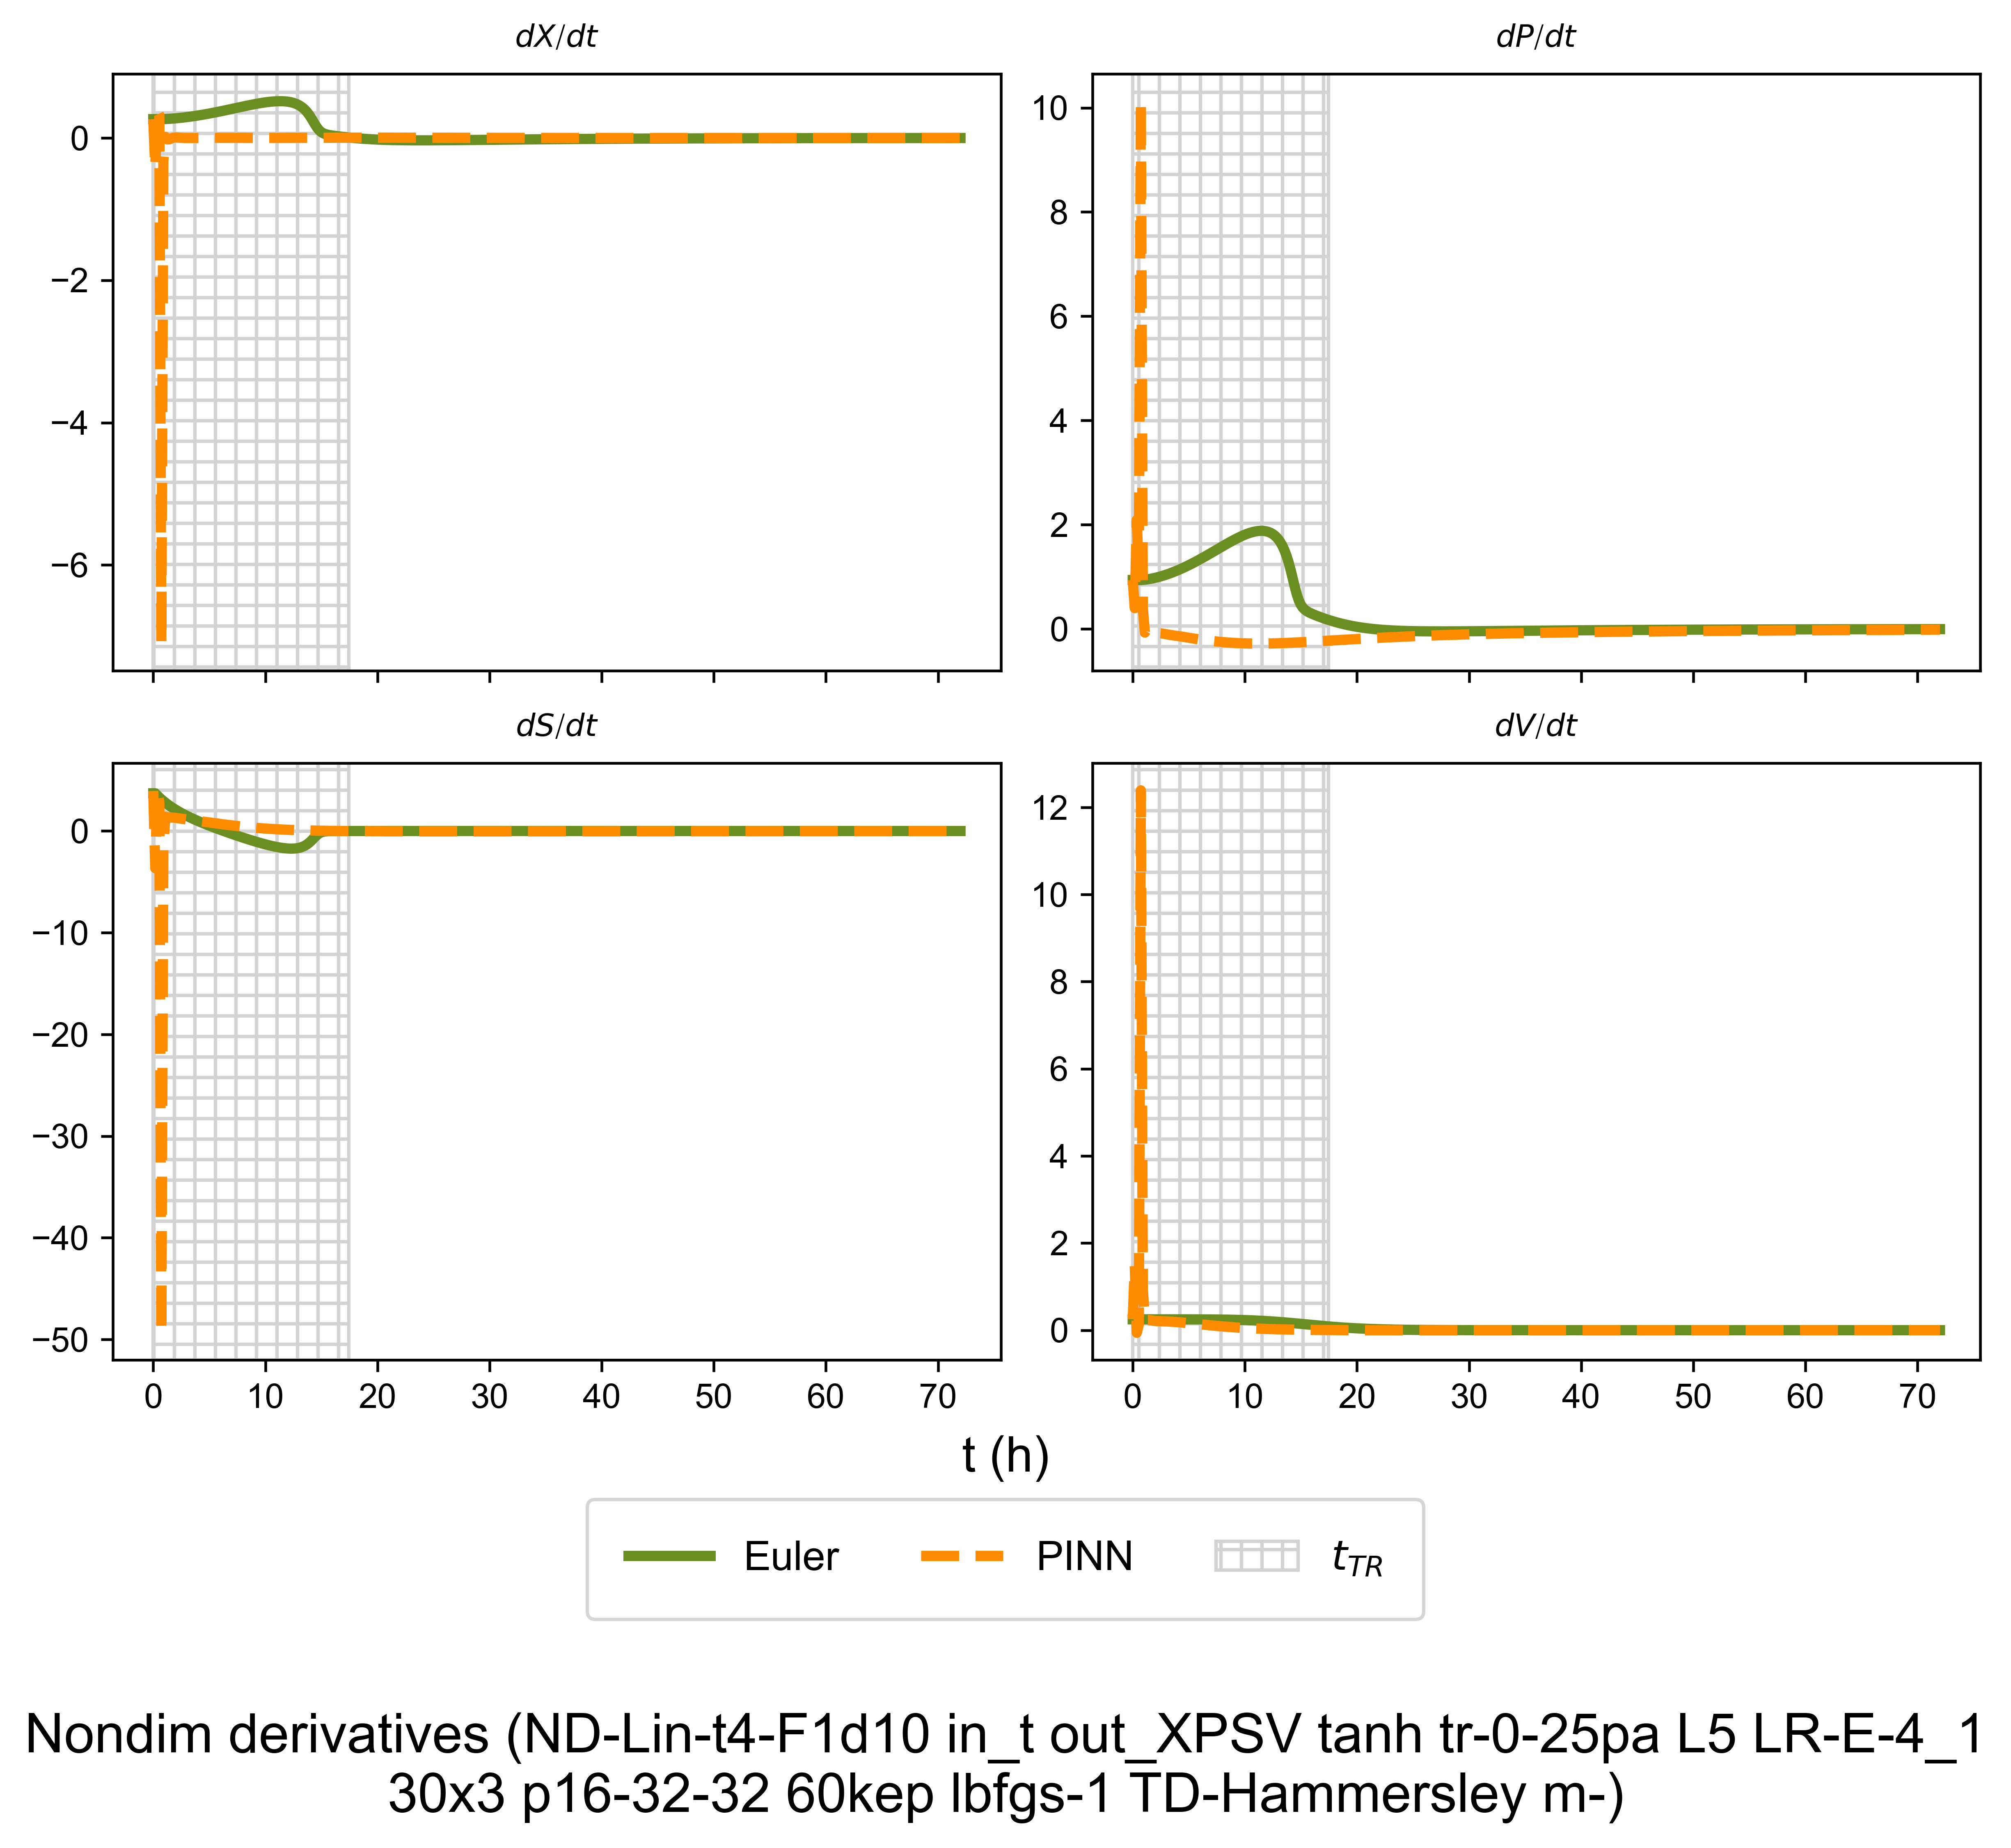 dX/dt
dP/dt
0
−2
−4
−6
10
8
6
4
2
0
dS/dt
dV/dt
0
−10
−20
−30
−40
−50
12
10
8
6
4
2
0
0 10 20 30 40 50 60 70
0 10 20 30 40 50 60 70
t (h)
Euler PINN t_TR
Nondim derivatives (ND-Lin-t4-F1d10 in_t out_XPSV tanh tr-0-25pa L5 LR-E-4_1
30x3 p16-32-32 60kep lbfgs-1 TD-Hammersley m-)